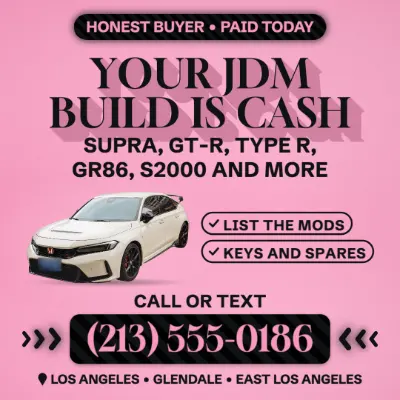 HONEST BUYER • PAID TODAY
YOUR JDM
BUILD IS CASH
SUPRA, GT-R, TYPE R,
GR86, S2000 AND MORE
LIST THE MODS
KEYS AND SPARES
CALL OR TEXT
(213) 555-0186
LOS ANGELES • GLENDALE • EAST LOS ANGELES